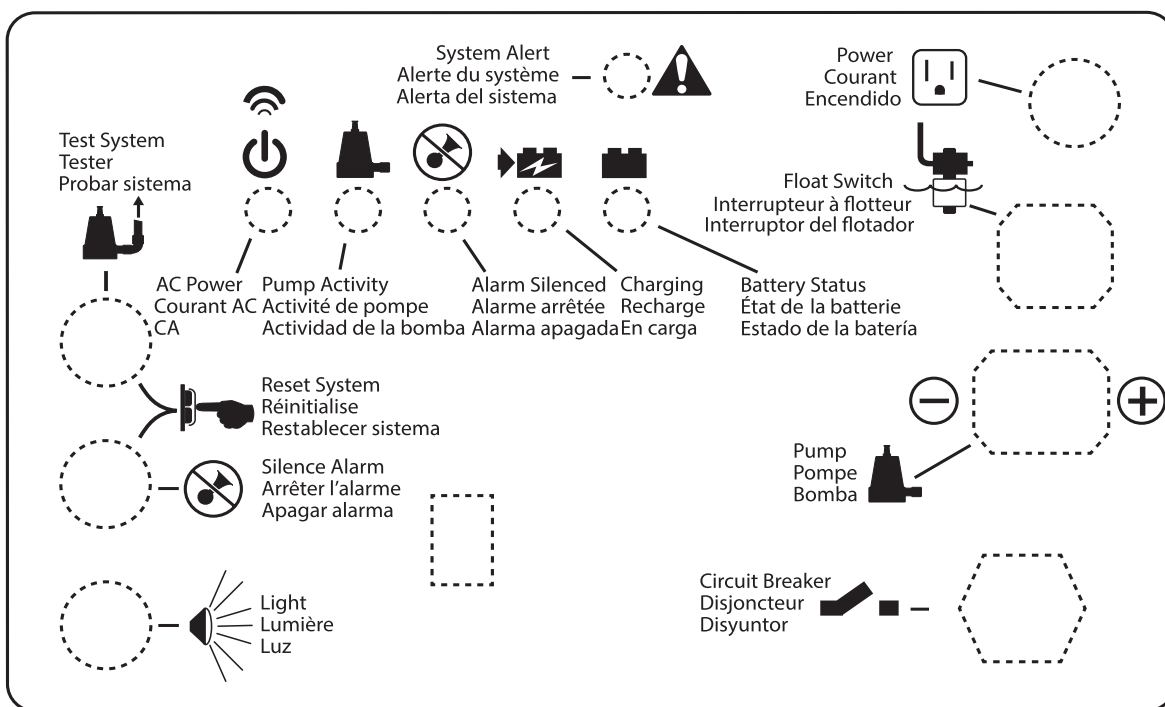 System Alert
Alerte du système
Alerta del sistema
Power
Courant
Encendido
Test System
Tester
Probar sistema
Float Switch
Interrupteur à flotteur
Interruptor del flotador
AC Power
Courant AC
CA
Pump Activity
Activité de pompe
Actividad de la bomba
Alarm Silenced
Alarme arrêtée
Alarma apagada
Charging
Recharge
En carga
Battery Status
État de la batterie
Estado de la batería
Reset System
Réinitialise
Restablecer sistema
Silence Alarm
Arrêter l'alarme
Apagar alarma
Pump
Pompe
Bomba
Light
Lumière
Luz
Circuit Breaker
Disjoncteur
Disyuntor